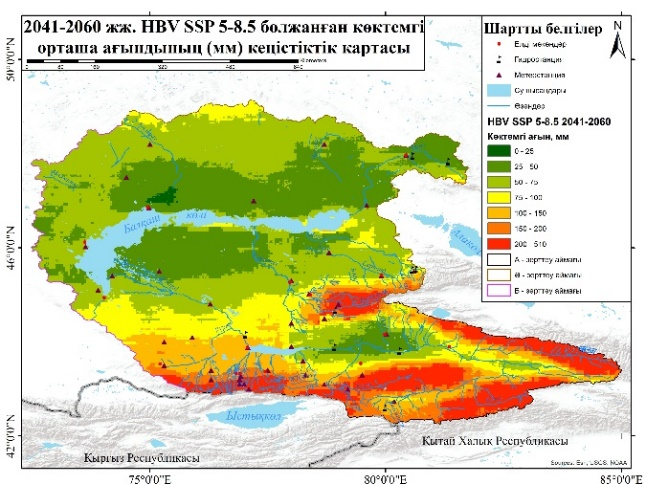 2041-2060 жж. HBV SSP 5-8.5 болжанған көктемгі
орташа ағындының (мм) кеңістіктік картасы
Шартты белгілер
N
Елді мекендер
Гидростанция
Метеостанция
Су нысандары
Өзендер
HBV SSP 5-8.5 2041-2060
Көктемгі ағын, мм
0 - 25
25 - 50
50 - 75
75 - 100
100 - 150
150 - 200
200 - 510
А - зерттеу аймағы
Ә - зерттеу аймағы
Б - зерттеу аймағы
50°0'0"N
46°0'0"N
42°0'0"N
Балқаш көлі
Алакөл
Ыстықкөл
Қырғыз Республикасы
Қытай Халық Республикасы
Sources: Esri, USGS, NOAA
75°0'0"E
80°0'0"E
85°0'0"E